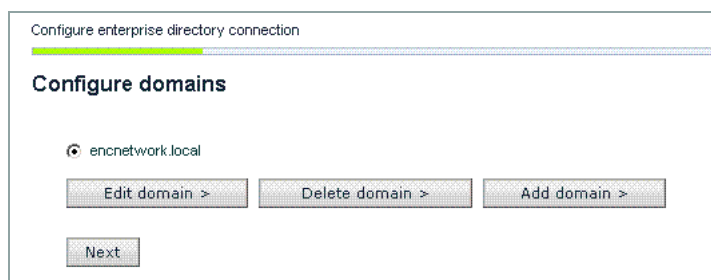 Configure enterprise directory connection
Configure domains
encnetwork.local
Edit domain > Delete domain > Add domain >
Next